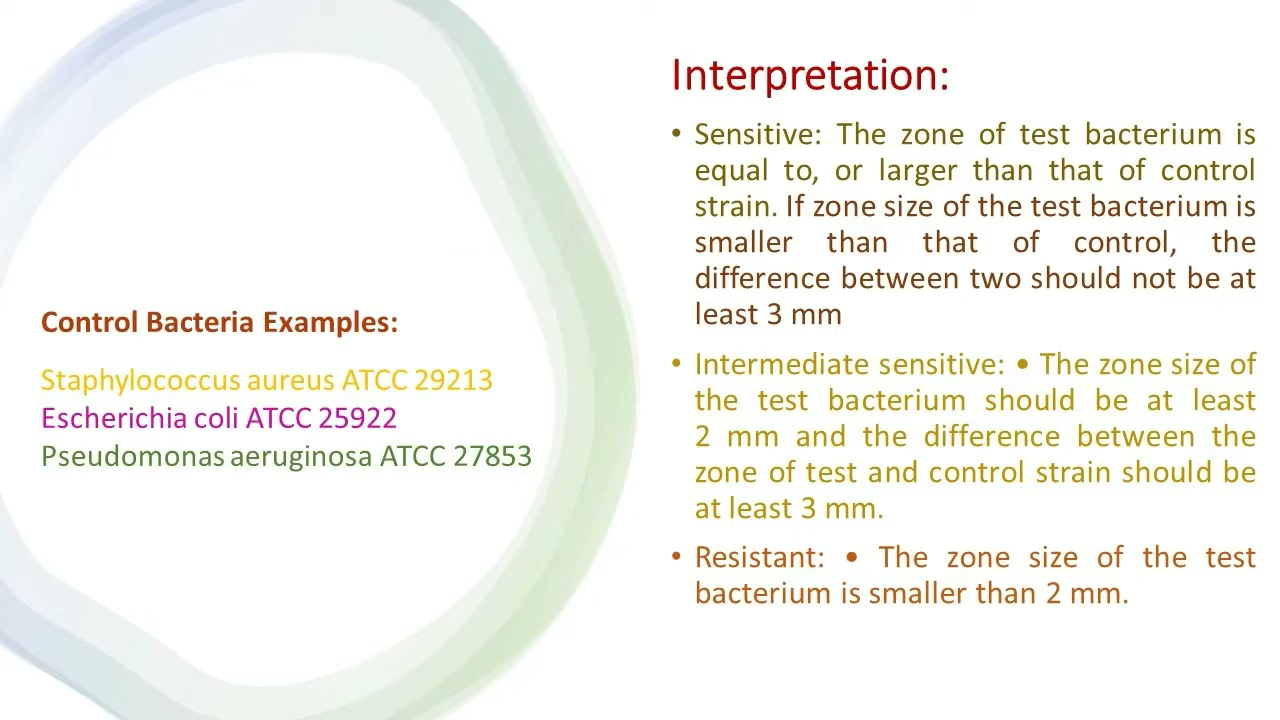 Control Bacteria Examples:
Staphylococcus aureus ATCC 29213
Escherichia coli ATCC 25922
Pseudomonas aeruginosa ATCC 27853
Interpretation:
• Sensitive: The zone of test bacterium is
equal to, or larger than that of control
strain. If zone size of the test bacterium is
smaller than that of control, the
difference between two should not be at
least 3 mm
• Intermediate sensitive: • The zone size of
the test bacterium should be at least
2 mm and the difference between the
zone of test and control strain should be
at least 3 mm.
• Resistant: • The zone size of the test
bacterium is smaller than 2 mm.